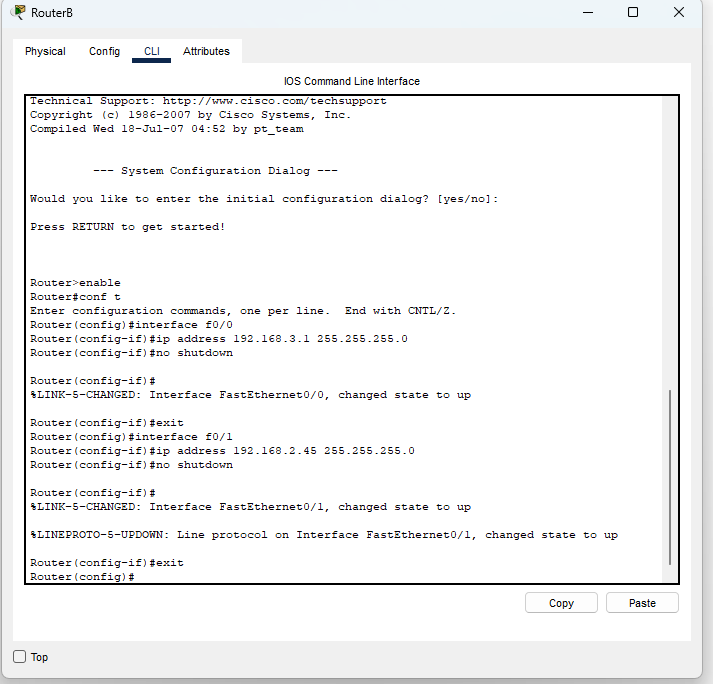 RouterB
Physical Config CLI Attributes
IOS Command Line Interface
Technical Support: http://www.cisco.com/techsupport
Copyright (c) 1986-2007 by Cisco Systems, Inc.
Compiled Wed 18-Jul-07 04:52 by pt_team
--- System Configuration Dialog ---
Would you like to enter the initial configuration dialog? [yes/no]:
Press RETURN to get started!
Router>enable
Router#conf t
Enter configuration commands, one per line.  End with CNTL/Z.
Router(config)#interface f0/0
Router(config-if)#ip address 192.168.3.1 255.255.255.0
Router(config-if)#no shutdown
Router(config-if)#
%LINK-5-CHANGED: Interface FastEthernet0/0, changed state to up
Router(config-if)#exit
Router(config)#interface f0/1
Router(config-if)#ip address 192.168.2.45 255.255.255.0
Router(config-if)#no shutdown
Router(config-if)#
%LINK-5-CHANGED: Interface FastEthernet0/1, changed state to up
%LINEPROTO-5-UPDOWN: Line protocol on Interface FastEthernet0/1, changed state to up
Router(config-if)#exit
Router(config)#
Copy Paste
Top